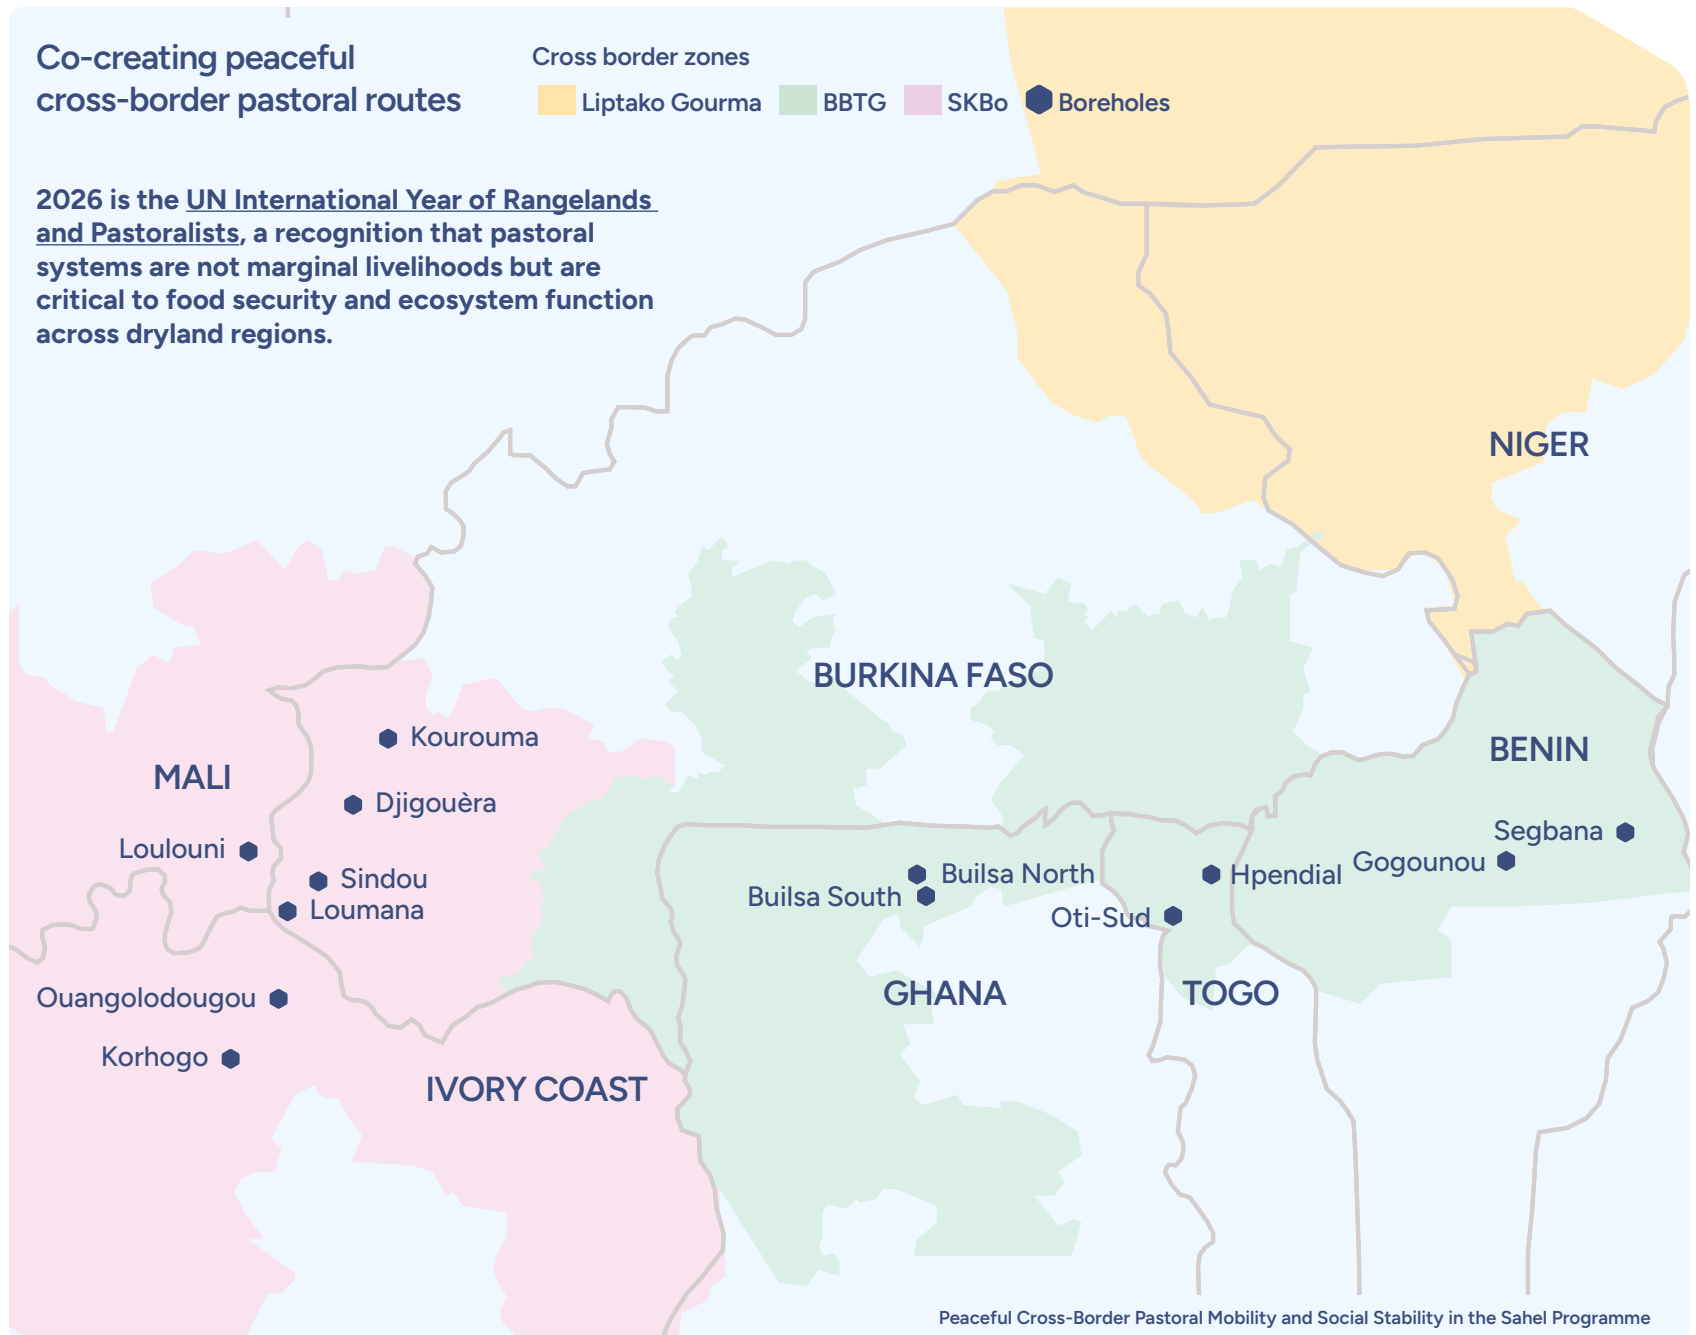 Co-creating peaceful
cross-border pastoral routes
Cross border zones
Liptako Gourma
BBTG
SKBo
Boreholes
2026 is the UN International Year of Rangelands
and Pastoralists, a recognition that pastoral
systems are not marginal livelihoods but are
critical to food security and ecosystem function
across dryland regions.
NIGER
BURKINA FASO
Kourouma
BENIN
MALI
Djigouèra
Segbana
Loulouni
Gogounou
Builsa North
Hpendial
Sindou
Builsa South
Loumana
Oti-Sud
GHANA
TOGO
Ouangolodougou
Korhogo
IVORY COAST
Peaceful Cross-Border Pastoral Mobility and Social Stability in the Sahel Programme